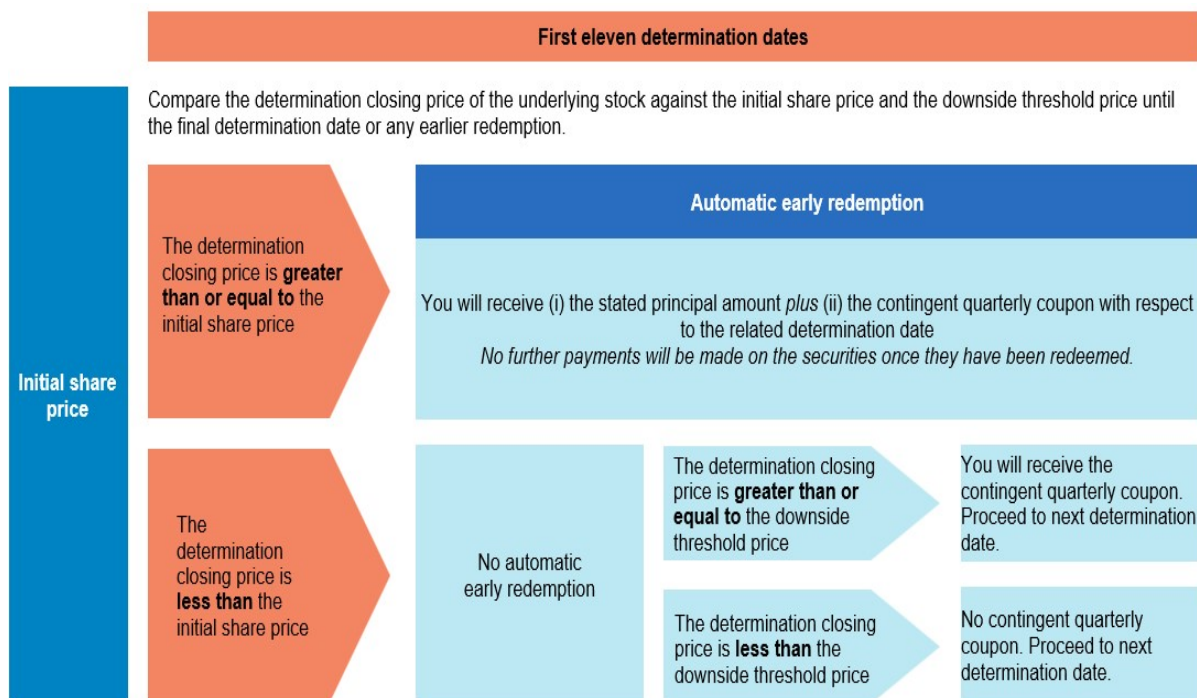 First eleven determination dates
Compare the determination closing price of the underlying stock against the initial share price and the downside threshold price until
the final determination date or any earlier redemption.
Initial share
price
The determination
closing price is greater
than or equal to the
initial share price
Automatic early redemption
You will receive (i) the stated principal amount plus (ii) the contingent quarterly coupon with respect
to the related determination date
No further payments will be made on the securities once they have been redeemed.
The
determination
closing price is
less than the
initial share price
No automatic
early redemption
The determination closing
price is greater than or
equal to the downside
threshold price
You will receive the
contingent quarterly coupon.
Proceed to next determination
date.
The determination closing
price is less than the
downside threshold price
No contingent quarterly
coupon. Proceed to next
determination date.